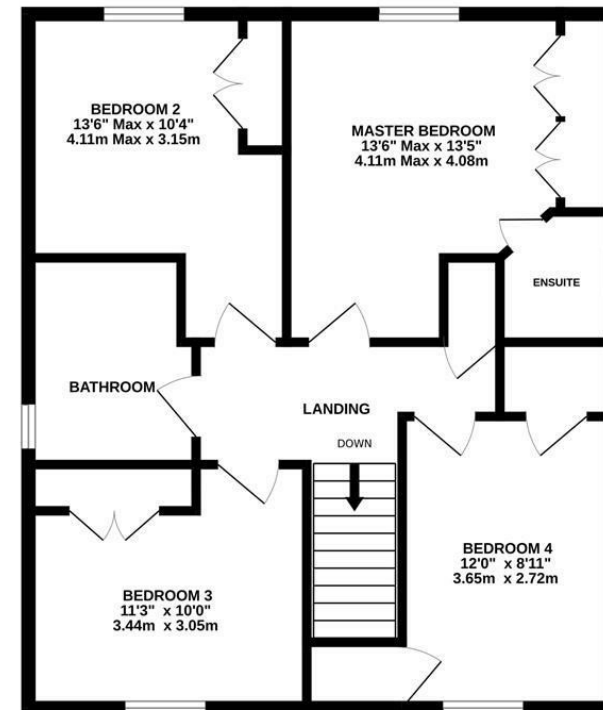 BEDROOM 2
13'6" Max x 10'4"
4.11m Max x 3.15m
MASTER BEDROOM
13'6" Max x 13'5"
4.11m Max x 4.08m
ENSUITE
BATHROOM
LANDING
DOWN
BEDROOM 4
12'0" x 8'11"
3.65m x 2.72m
BEDROOM 3
11'3" x 10'0"
3.44m x 3.05m